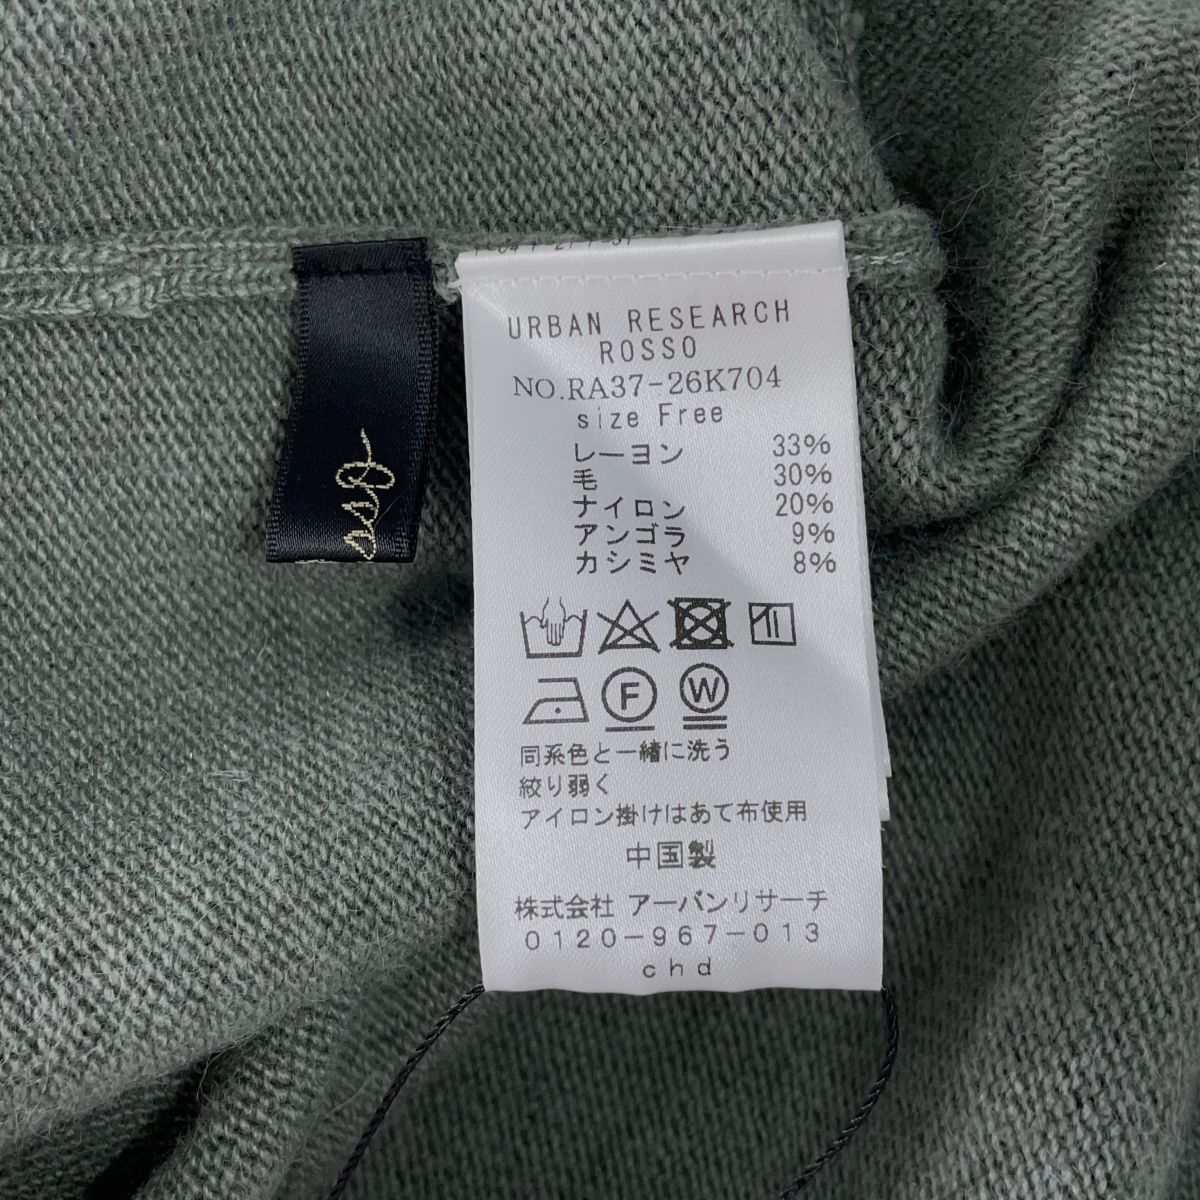 URBAN RESEARCH
ROSSO
NO.RA37-26K704
size Free
レーヨン 33%
毛 30%
ナイロン 20%
アンゴラ 9%
カシミヤ 8%
F W
同系色と一緒に洗う
絞り弱く
アイロン掛けはあて布使用
中国製
株式会社 アーバンリサーチ
0120-967-013
chd